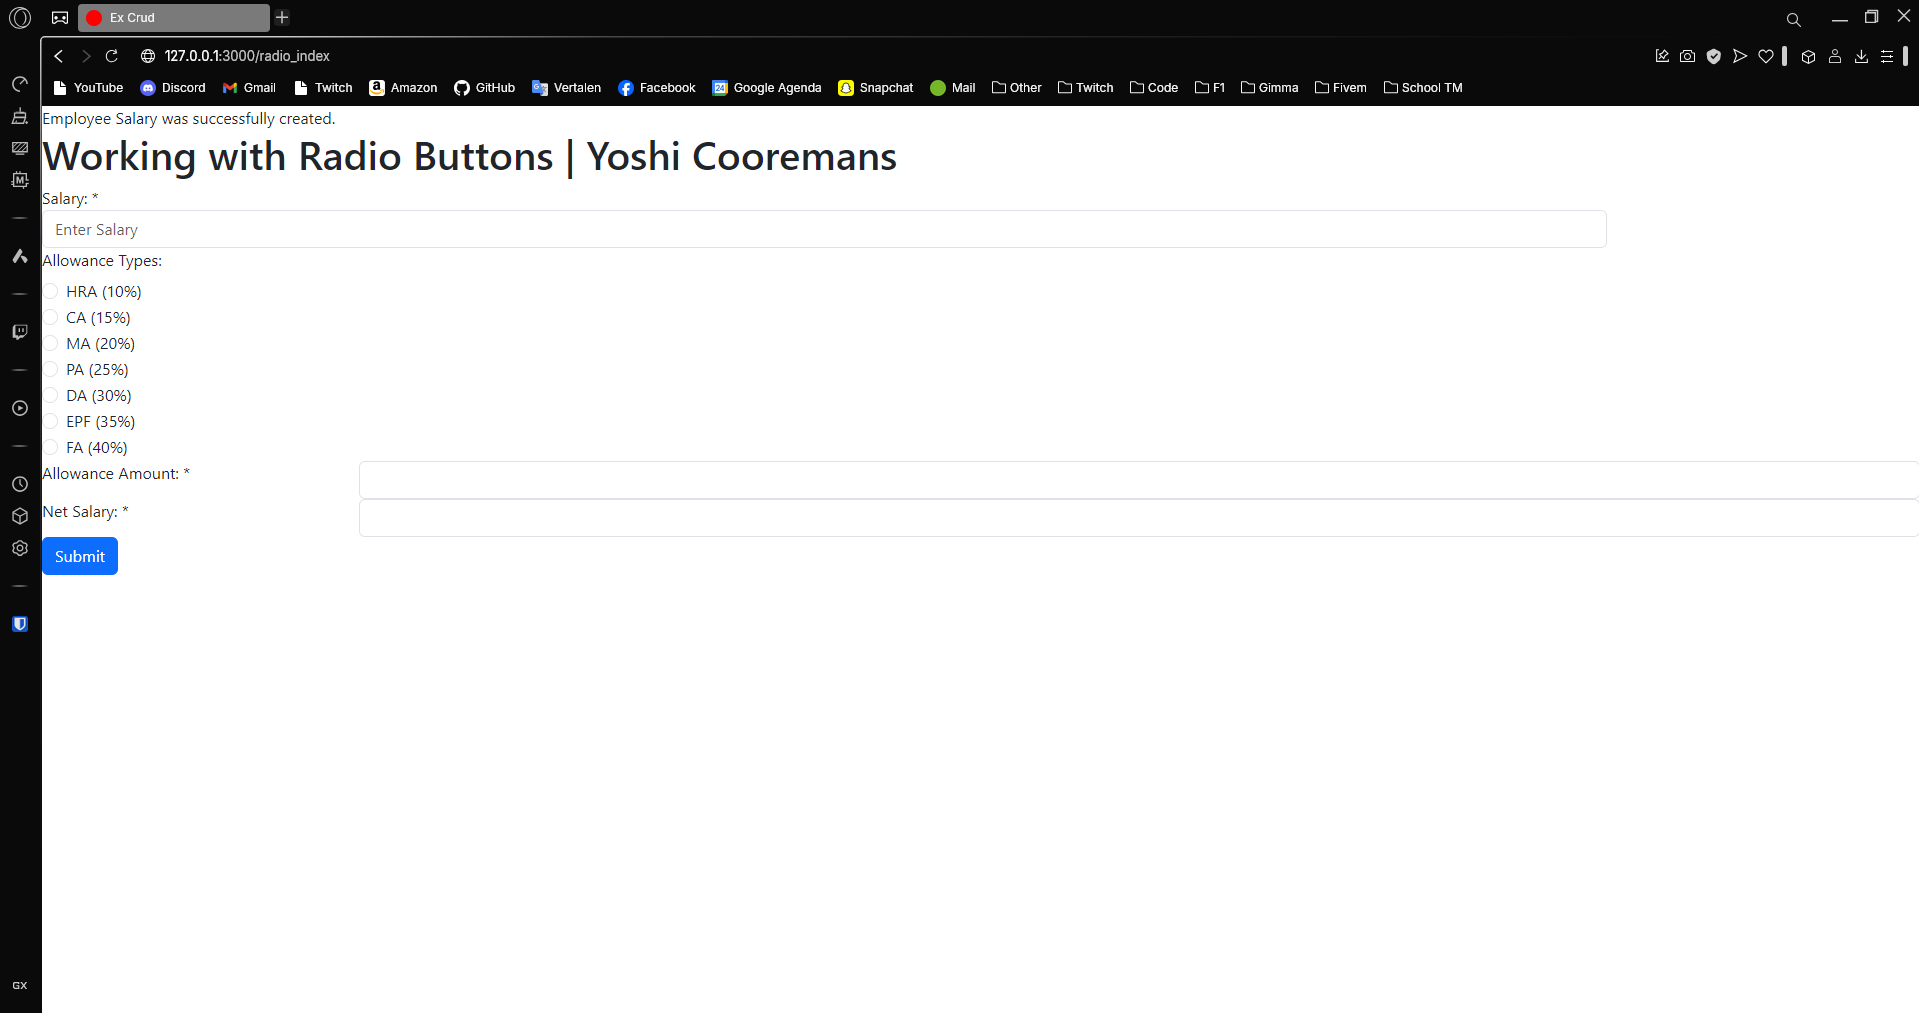 Ex Crud
127.0.0.1:3000/radio_index
YouTube Discord Gmail Twitch Amazon GitHub Vertalen Facebook 24 Google Agenda Snapchat Mail Other Twitch Code F1 Gimma Fivem School TM
Employee Salary was successfully created.
Working with Radio Buttons | Yoshi Cooremans
Salary: *
Enter Salary
Allowance Types:
HRA (10%)
CA (15%)
MA (20%)
PA (25%)
DA (30%)
EPF (35%)
FA (40%)
Allowance Amount: *
Net Salary: *
Submit
M
GX